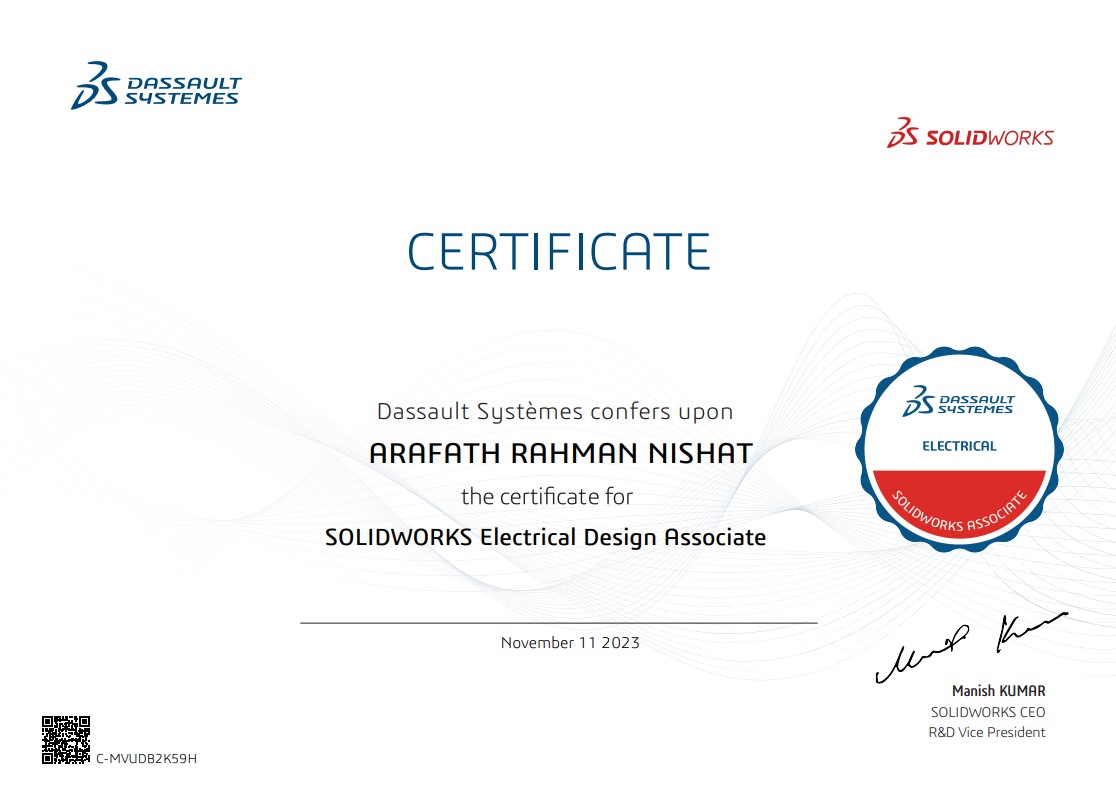 DASSAULT
SYSTEMES
SOLIDWORKS
CERTIFICATE
Dassault Systèmes confers upon
ARAFATH RAHMAN NISHAT
the certificate for
SOLIDWORKS Electrical Design Associate
DASSAULT
SYSTEMES
ELECTRICAL
SOLIDWORKS ASSOCIATE
November 11 2023
Manish KUMAR
SOLIDWORKS CEO
R&D Vice President
C-MVUDB2K59H